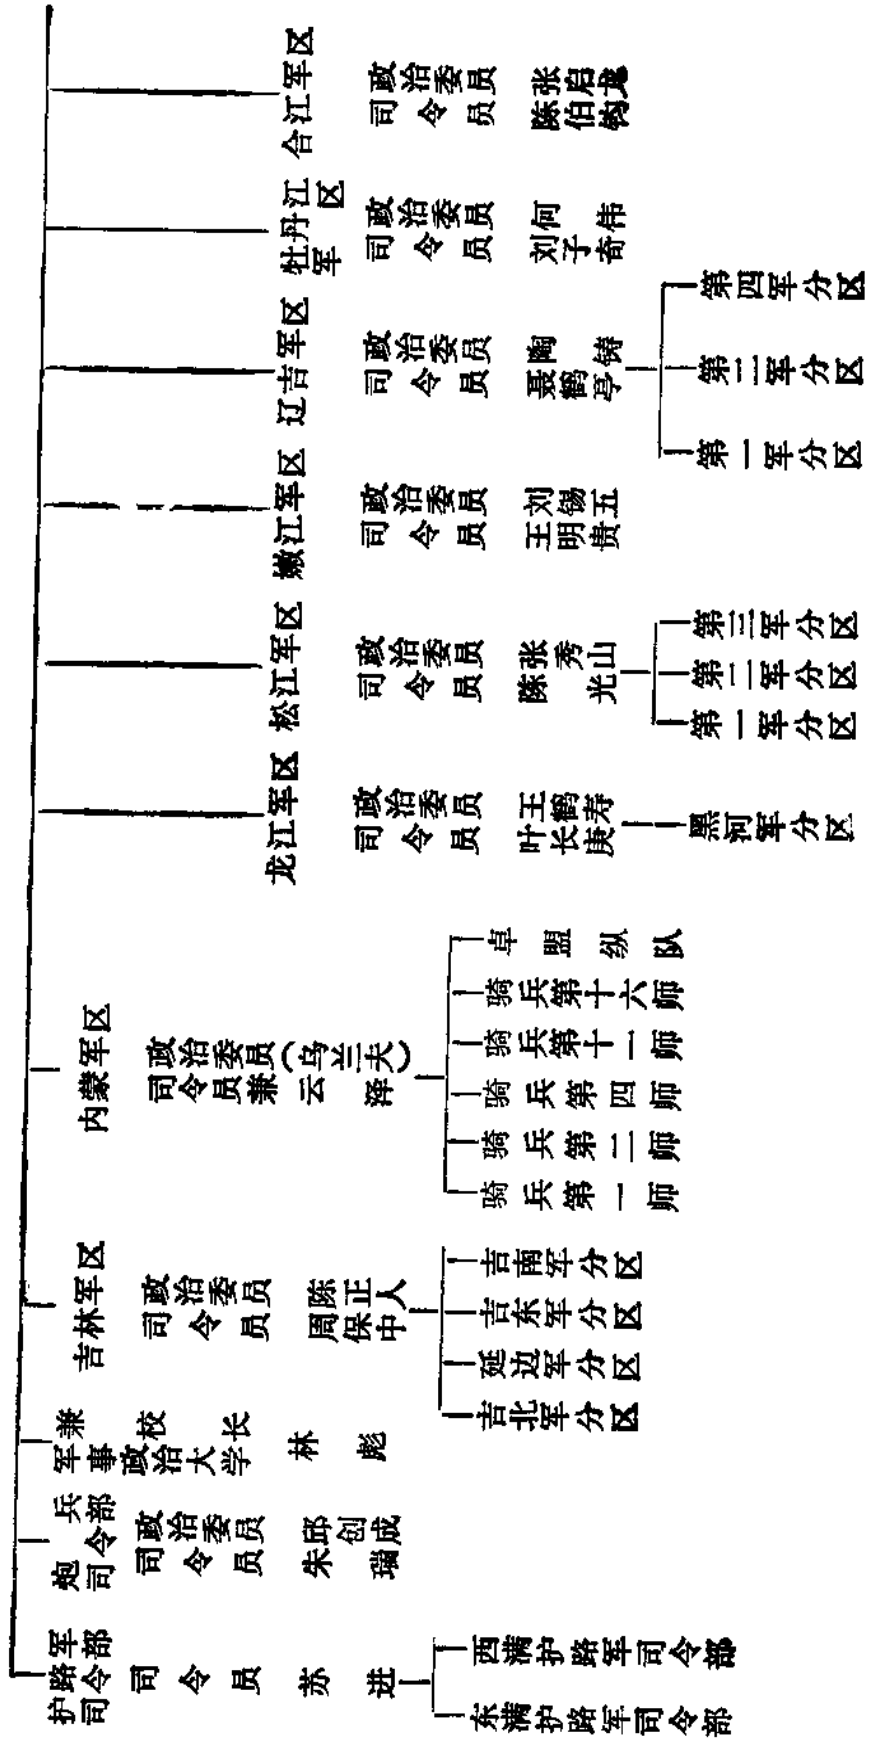 护路军
司令部
司令员 苏进
东满护路军司令部
西满护路军司令部
炮兵
司令部
司令员 朱瑞
政治委员 邱创成
军事政治大学
兼校长 林彪
吉林军区
司令员 周保中
政治委员 陈正人
吉北军分区
延边军分区
吉东军分区
吉南军分区
内蒙军区
司令员兼
政治委员
云泽
(乌兰夫)
骑兵第一师
骑兵第二师
骑兵第四师
骑兵第十一师
骑兵第十六师
卓盟纵队
龙江军区
司令员 叶长庚
政治委员 王鹤寿
黑河军分区
松江军区
司令员 陈光
政治委员 张秀山
第一军分区
第二军分区
第三军分区
嫩江军区
司令员 王明贵
政治委员 刘锡五
辽吉军区
司令员 聂鹤亭
政治委员 陶铸
第一军分区
第二军分区
第四军分区
牡丹江
军区
司令员 刘子奇
政治委员 何伟
合江军区
司令员 陈伯钧
政治委员 张启龙